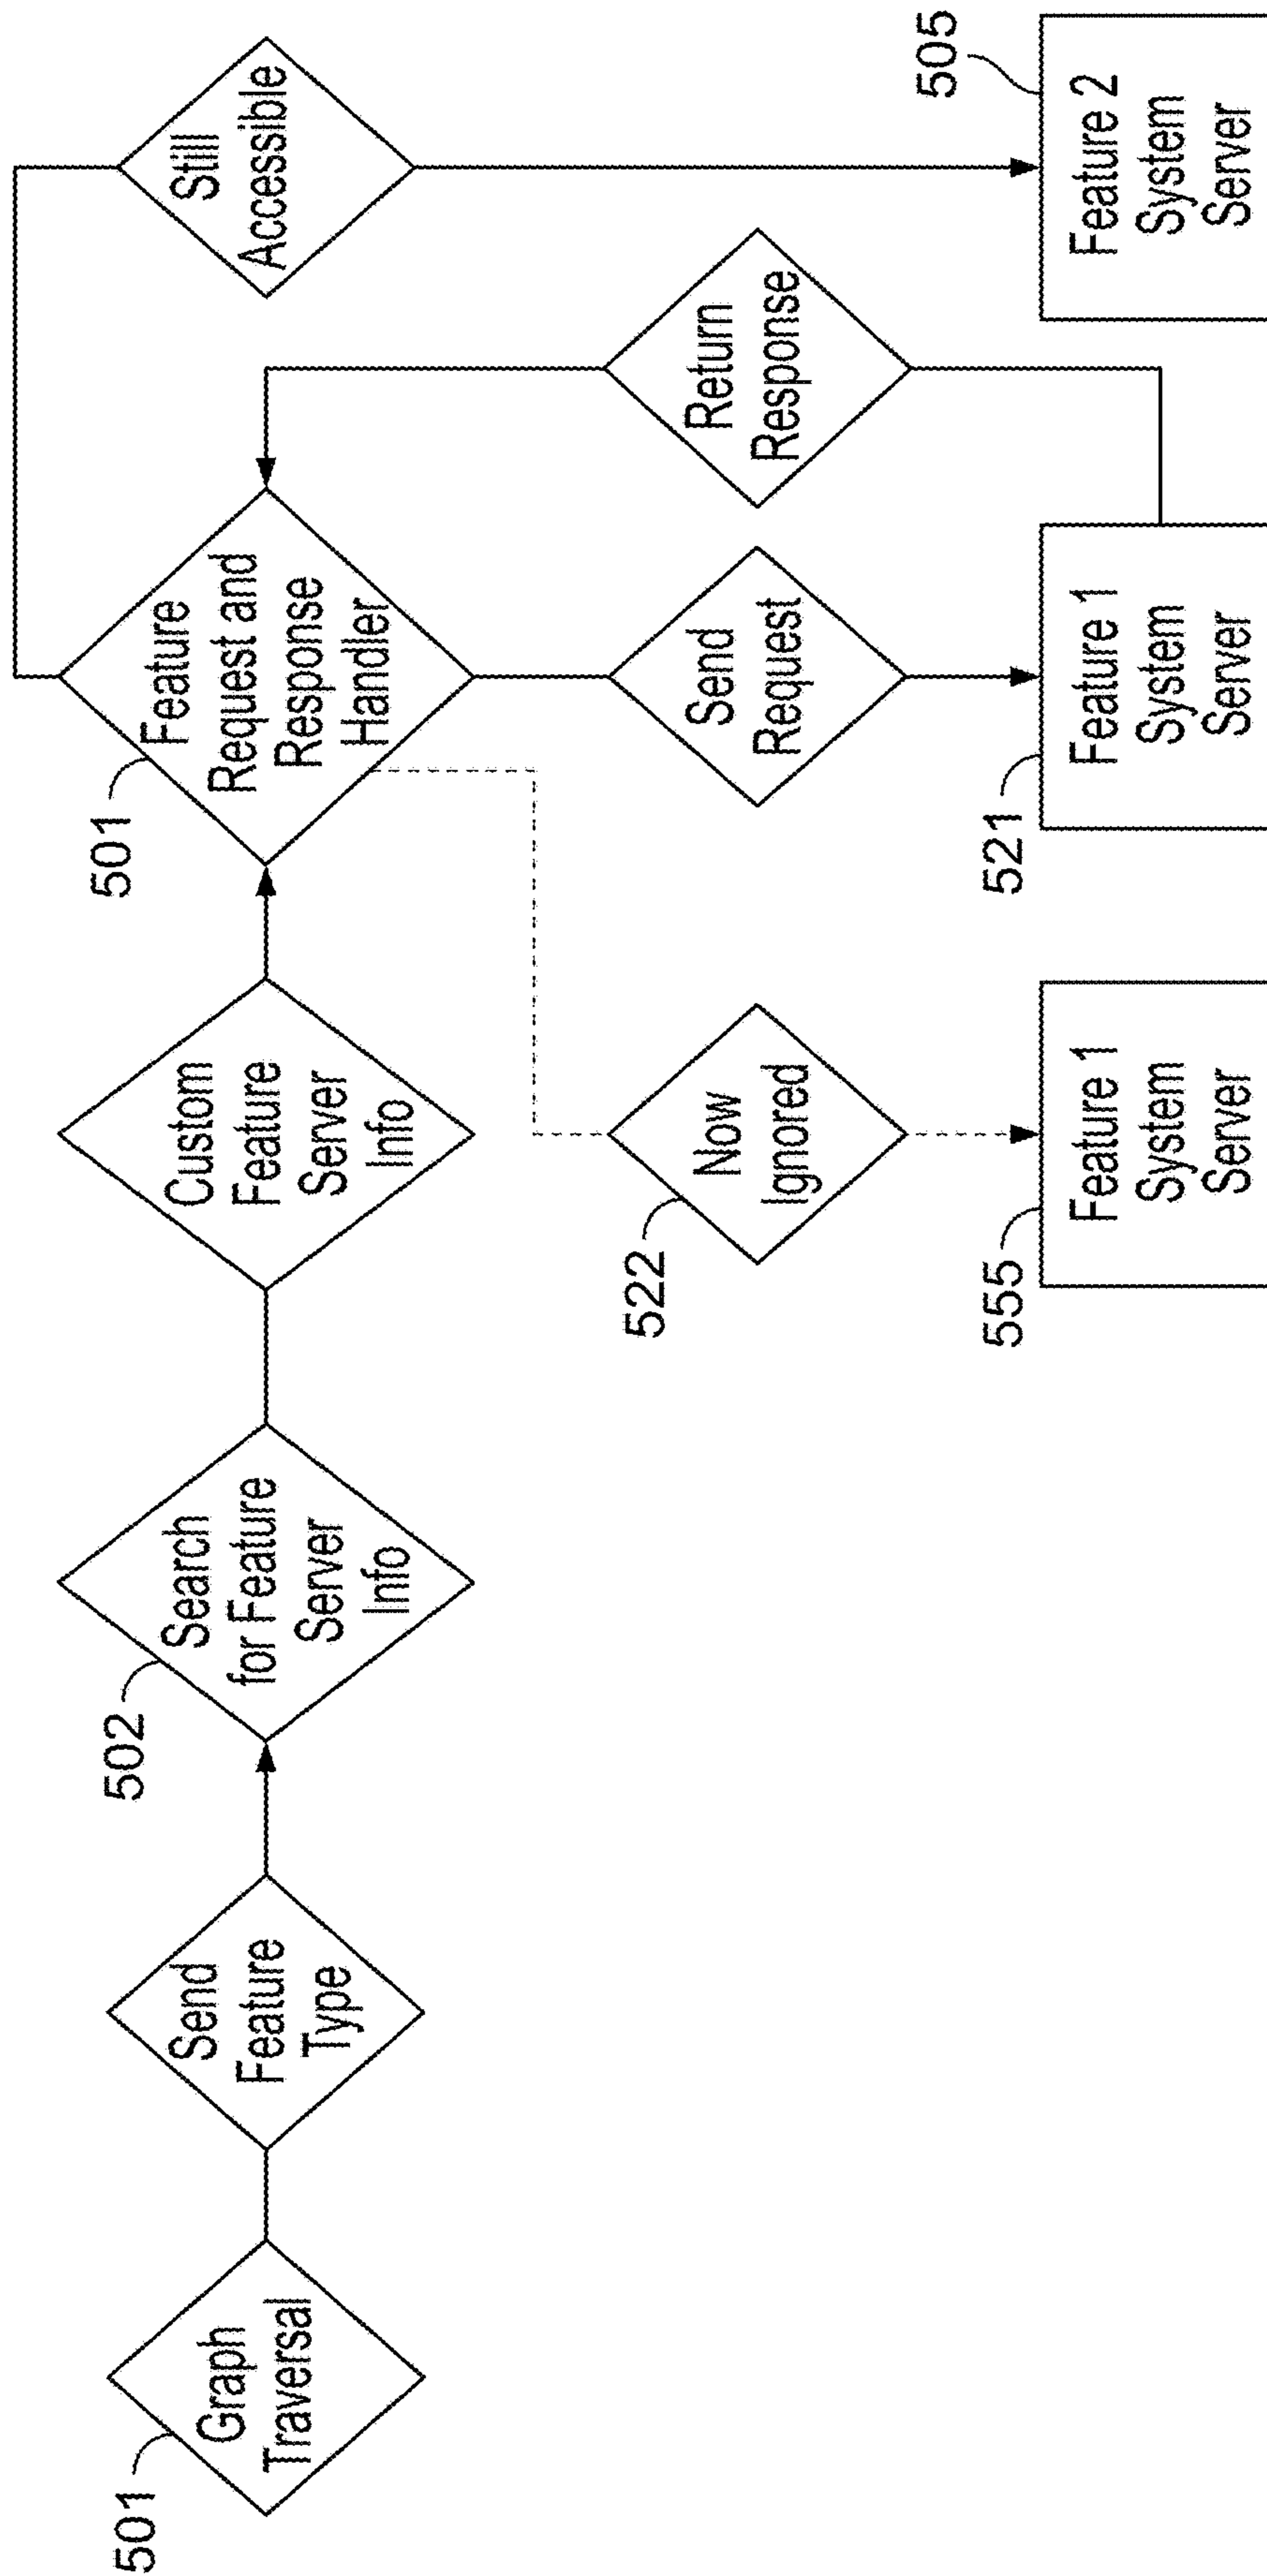 501
Graph
Traversal
Send
Feature
Type
502
Search
for Feature
Server
Info
Custom
Feature
Server
Info
501
Feature
Request and
Response
Handler
Still
Accessible
522
Now
Ignored
Send
Request
Return
Response
555
Feature 1
System
Server
521
Feature 1
System
Server
505
Feature 2
System
Server